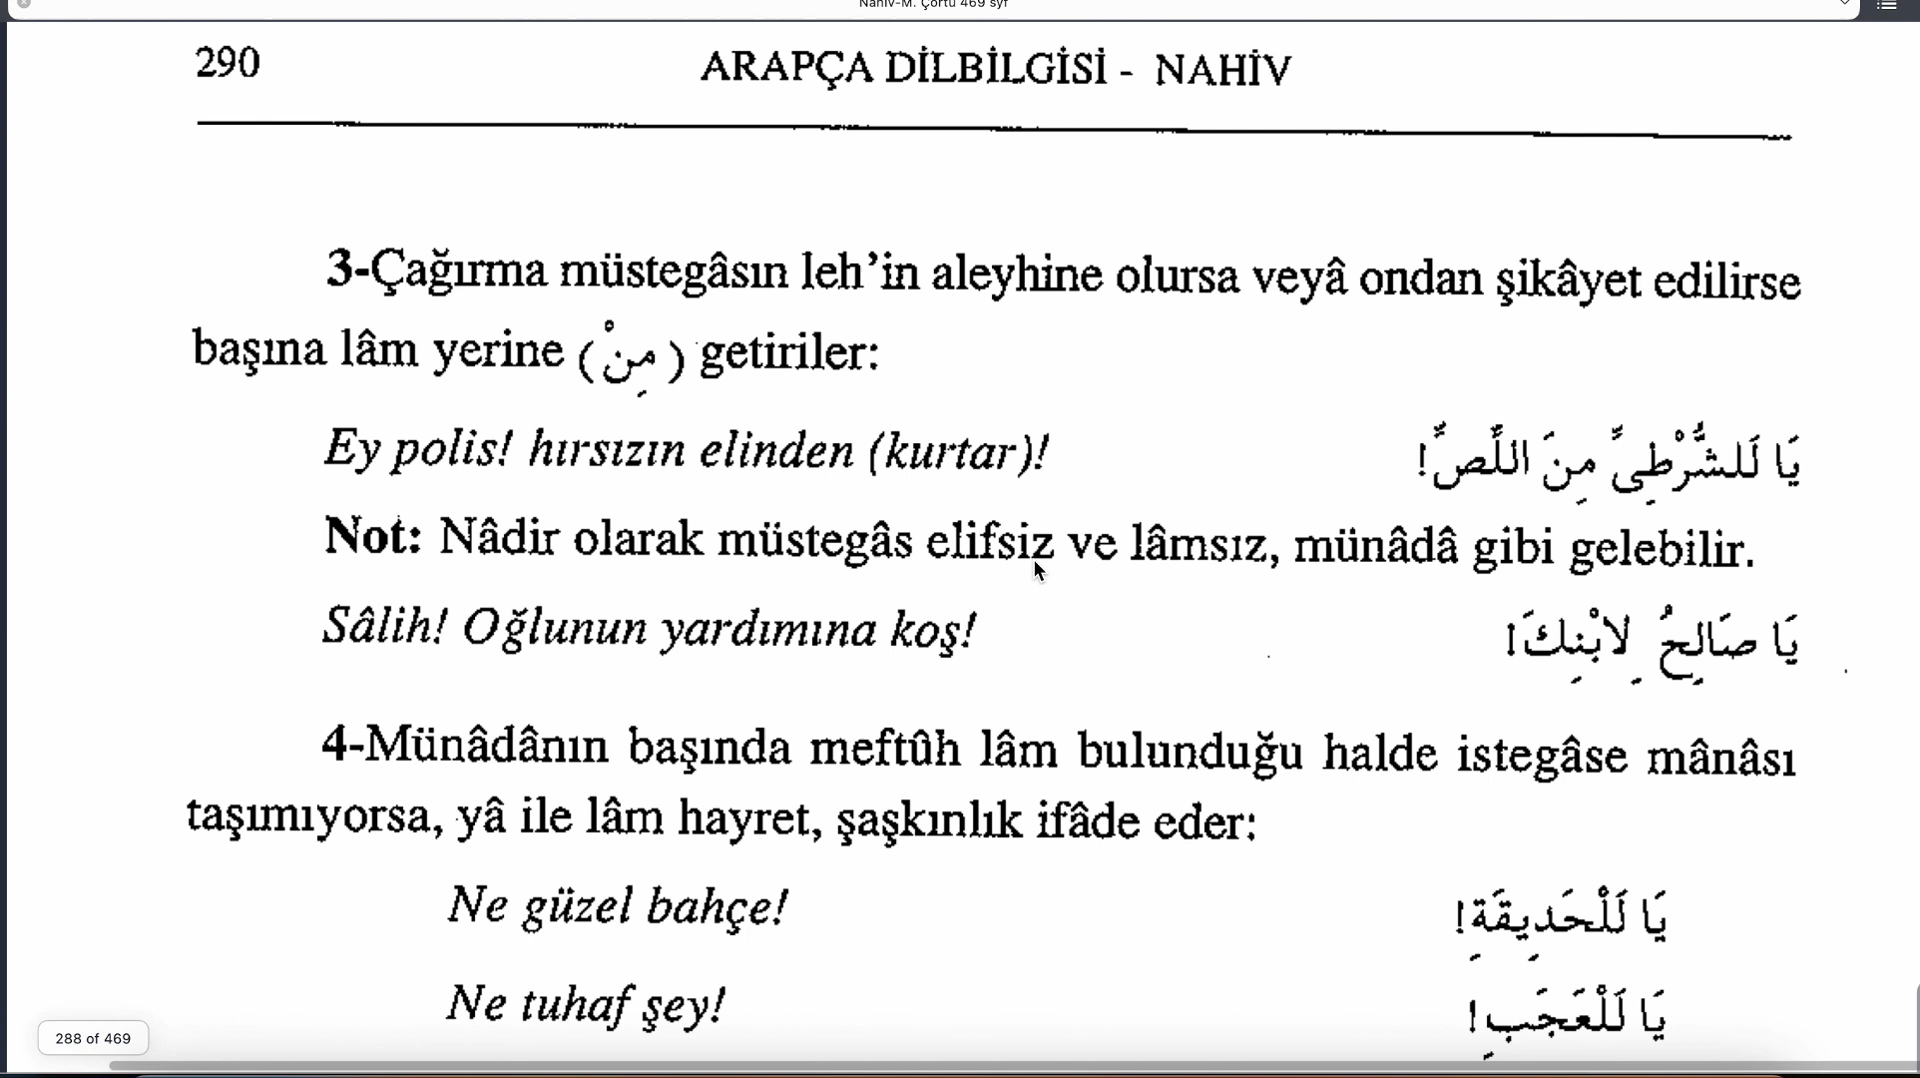 Nahiv-M. Çörtü 469 syf
290 ARAPÇA DİLBİLGİSİ - NAHİV
3-Çağırma müstegâsın leh’in aleyhine olursa veyâ ondan şikâyet edilirse
başına lâm yerine (مِنْ) getiriler:
Ey polis! hırsızın elinden (kurtar)! يَا لَلشُّرْطِىِّ مِنَ اللِّصِّ!
Not: Nâdir olarak müstegâs elifsiz ve lâmsız, münâdâ gibi gelebilir.
Sâlih! Oğlunun yardımına koş! يَا صَالِحُ لِابْنِكَ!
4-Münâdânın başında meftûh lâm bulunduğu halde istegâse mânâsı
taşımıyorsa, yâ ile lâm hayret, şaşkınlık ifâde eder:
Ne güzel bahçe! يَا لَلْحَدِيقَةِ!
Ne tuhaf şey! يَا لَلْعَجَبِ!
288 of 469